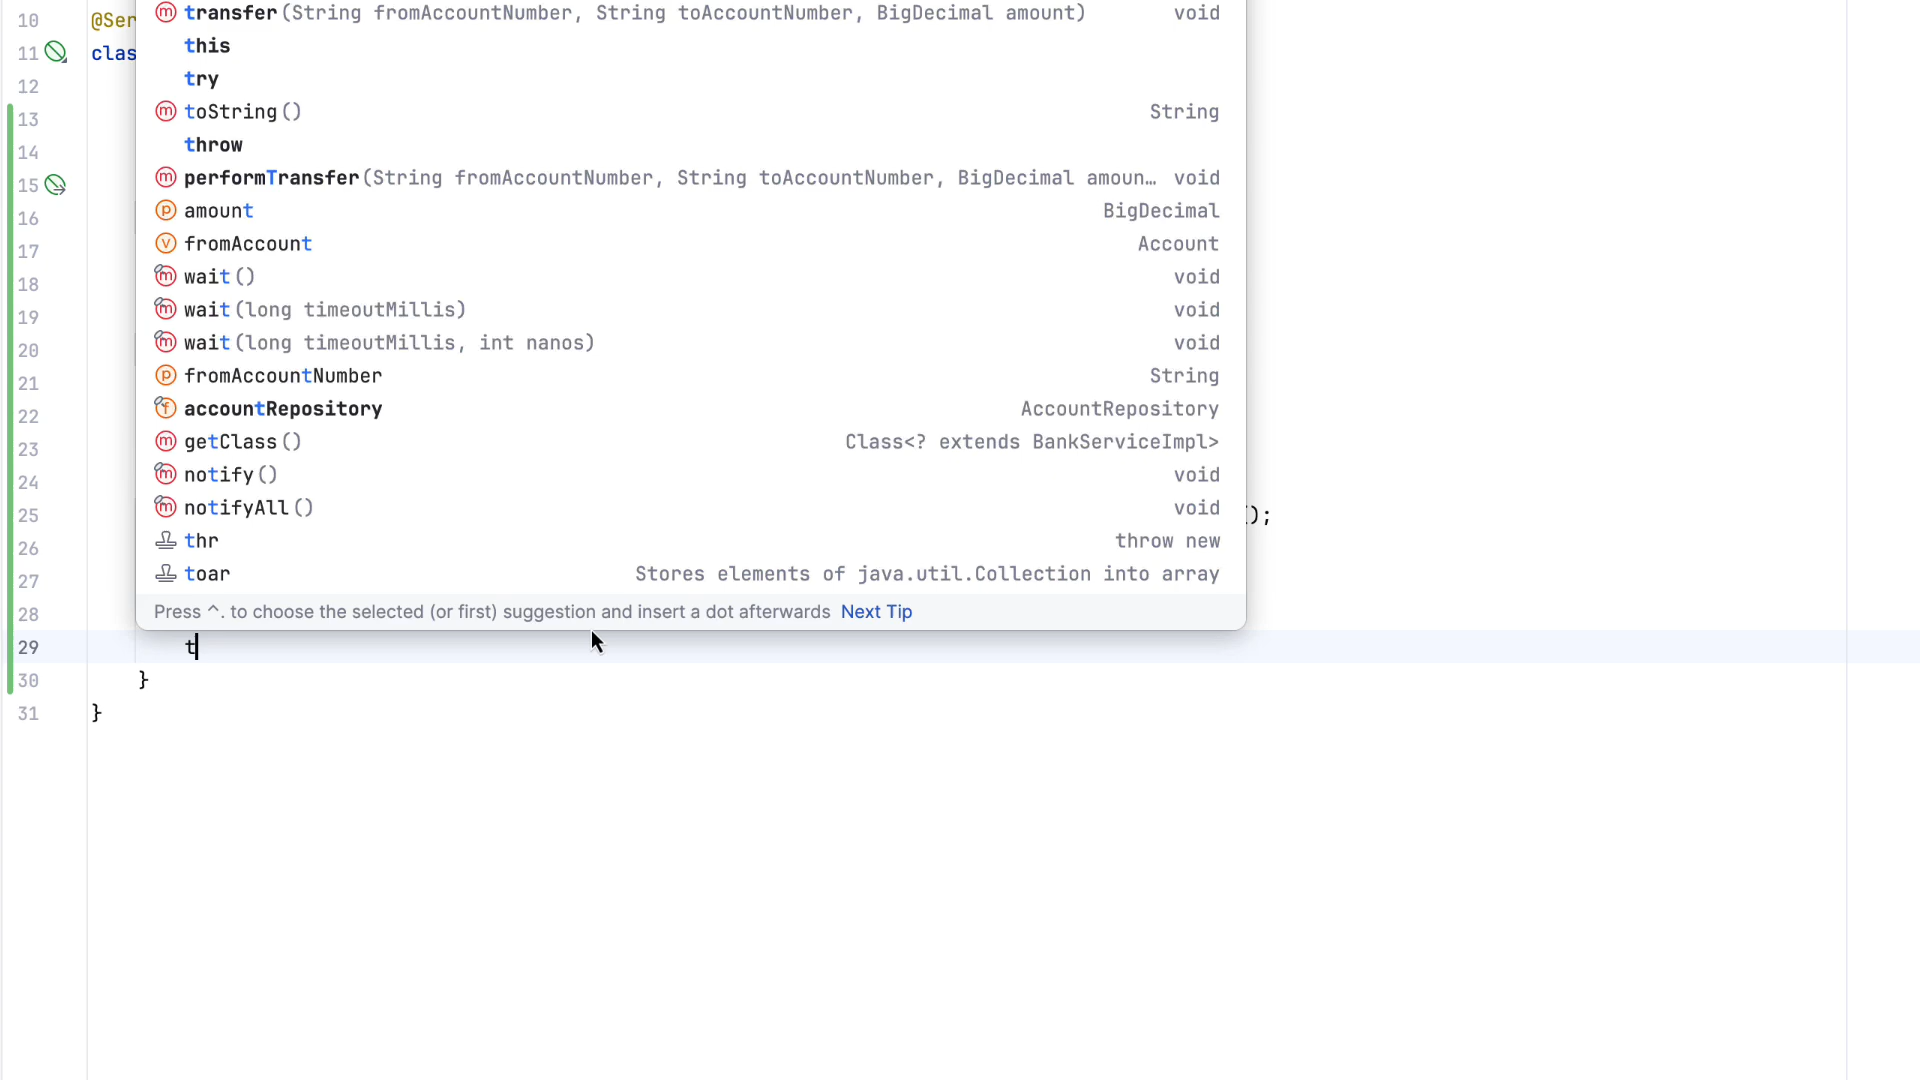 10 @Ser
transfer(String fromAccountNumber, String toAccountNumber, BigDecimal amount) void
11 clas
this
12
try
13
toString() String
14
throw
15
performTransfer(String fromAccountNumber, String toAccountNumber, BigDecimal amoun… void
16
amount BigDecimal
17
fromAccount Account
18
wait() void
19
wait(long timeoutMillis) void
20
wait(long timeoutMillis, int nanos) void
21
fromAccountNumber String
22
accountRepository AccountRepository
23
getClass() Class<? extends BankServiceImpl>
24
notify() void
25
notifyAll() void
);
26
thr throw new
27
toar Stores elements of java.util.Collection into array
28
Press ^. to choose the selected (or first) suggestion and insert a dot afterwards Next Tip
29 t
30 }
31 }